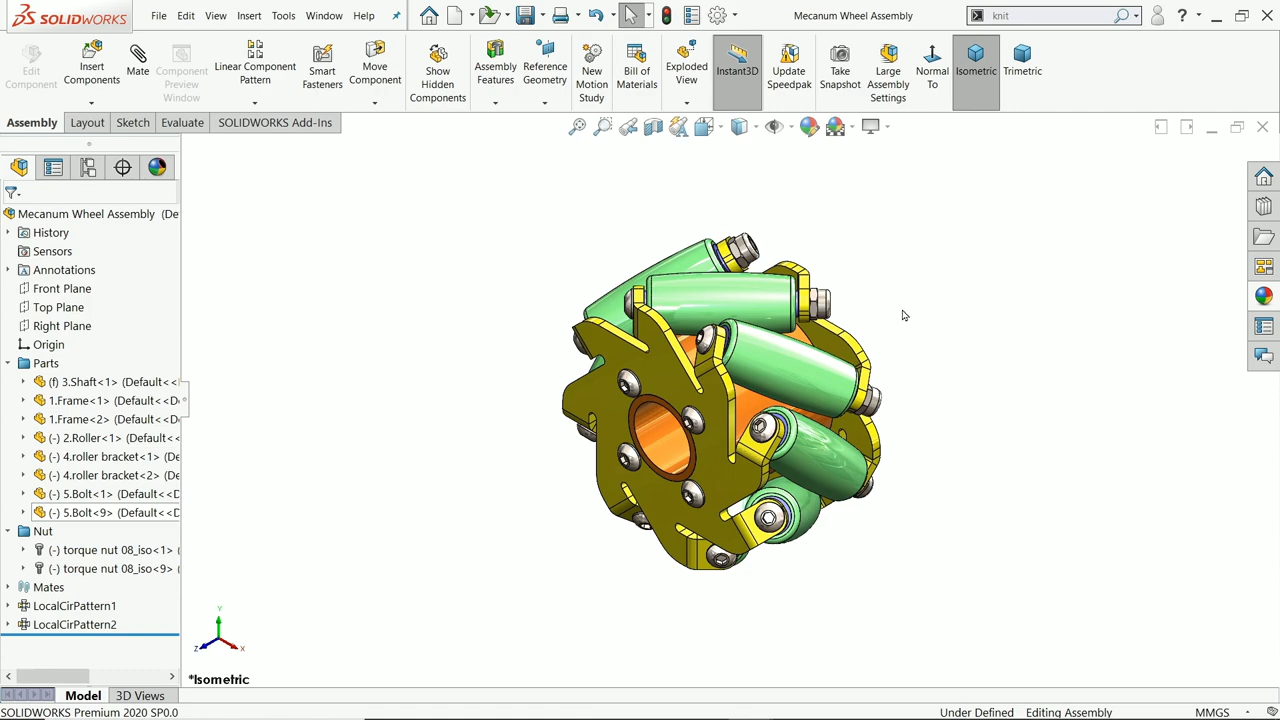 SOLIDWORKS File Edit View Insert Tools Window Help Mecanum Wheel Assembly knit ?
Edit Component
Insert Components
Mate
Component Preview Window
Linear Component Pattern
Smart Fasteners
Move Component
Show Hidden Components
Assembly Features
Reference Geometry
New Motion Study
Bill of Materials
Exploded View
Instant3D
Update Speedpak
Take Snapshot
Large Assembly Settings
Normal To
Isometric
Trimetric
Assembly Layout Sketch Evaluate SOLIDWORKS Add-Ins
Mecanum Wheel Assembly (De
History
Sensors
Annotations
Front Plane
Top Plane
Right Plane
Origin
Parts
(f) 3.Shaft<1> (Default<<
1.Frame<1> (Default<<D
1.Frame<2> (Default<<D
(-) 2.Roller<1> (Default<
(-) 4.roller bracket<1> (De
(-) 4.roller bracket<2> (De
(-) 5.Bolt<1> (Default<<D
(-) 5.Bolt<9> (Default<<D
Nut
(-) torque nut 08_iso<1> (
(-) torque nut 08_iso<9> (
Mates
LocalCirPattern1
LocalCirPattern2
Y
Z X
*Isometric
Model 3D Views
SOLIDWORKS Premium 2020 SP0.0 Under Defined Editing Assembly MMGS